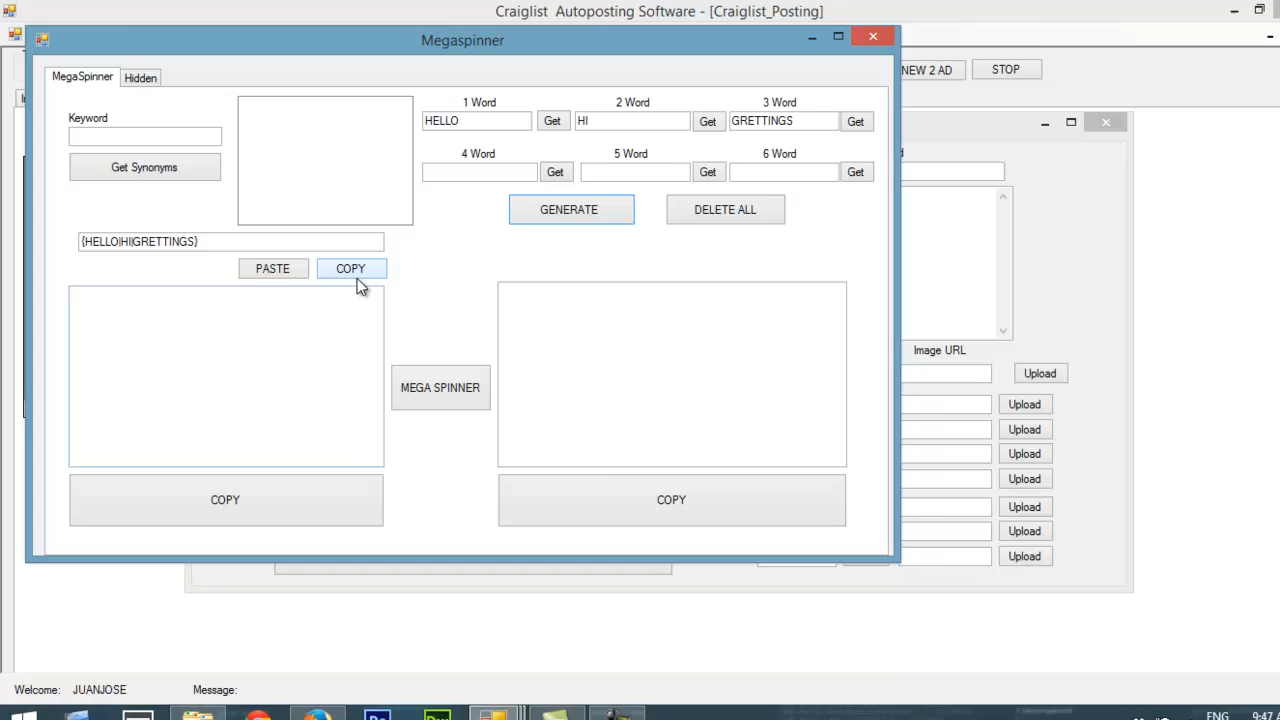 Craiglist Autoposting Software - [Craiglist_Posting]
Megaspinner
MegaSpinner
Hidden
NEW 2 AD
STOP
Keyword
Get Synonyms
1 Word
2 Word
3 Word
HELLO
Get
HI
Get
GRETTINGS
Get
4 Word
5 Word
6 Word
Get
Get
Get
GENERATE
DELETE ALL
{HELLO|HI|GRETTINGS}
PASTE
COPY
MEGA SPINNER
COPY
COPY
Image URL
Upload
Upload
Upload
Upload
Upload
Upload
Upload
Upload
Welcome: JUANJOSE
Message:
ENG